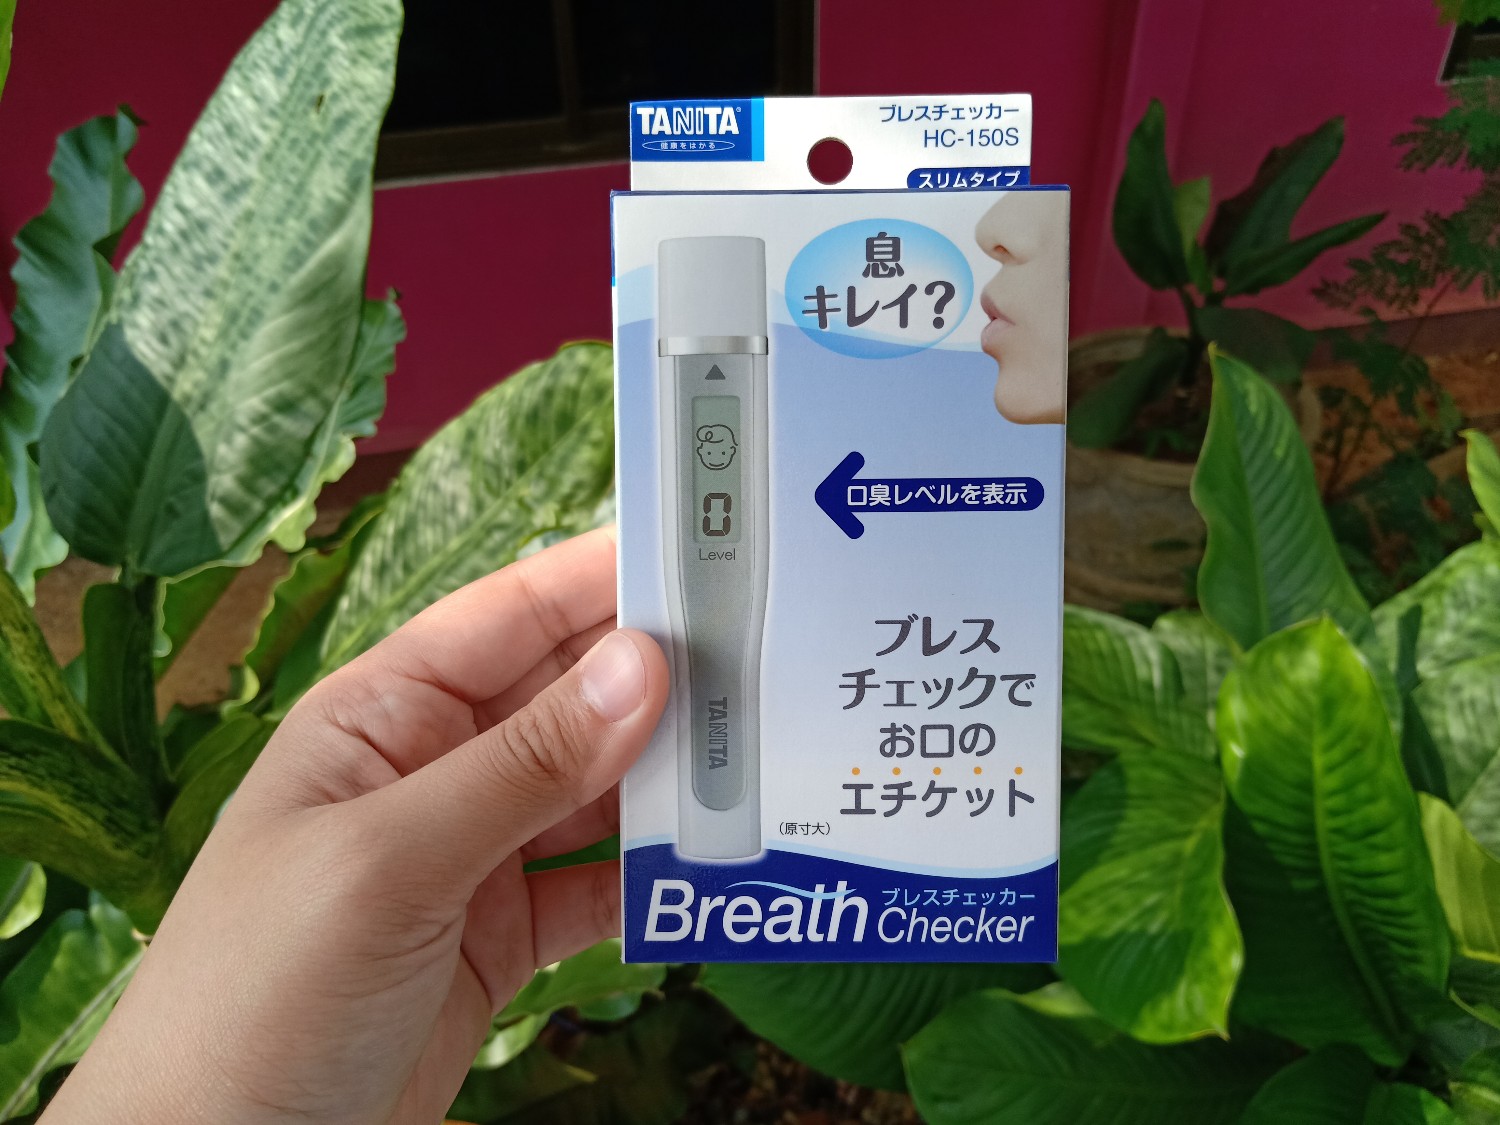 TANITA®
健康をはかる
ブレスチェッカー
HC-150S
スリムタイプ
息
キレイ?
0
Level
口臭レベルを表示
TANITA
ブレス
チェックで
お口の
エチケット
(原寸大)
Breath
ブレスチェッカー
Checker